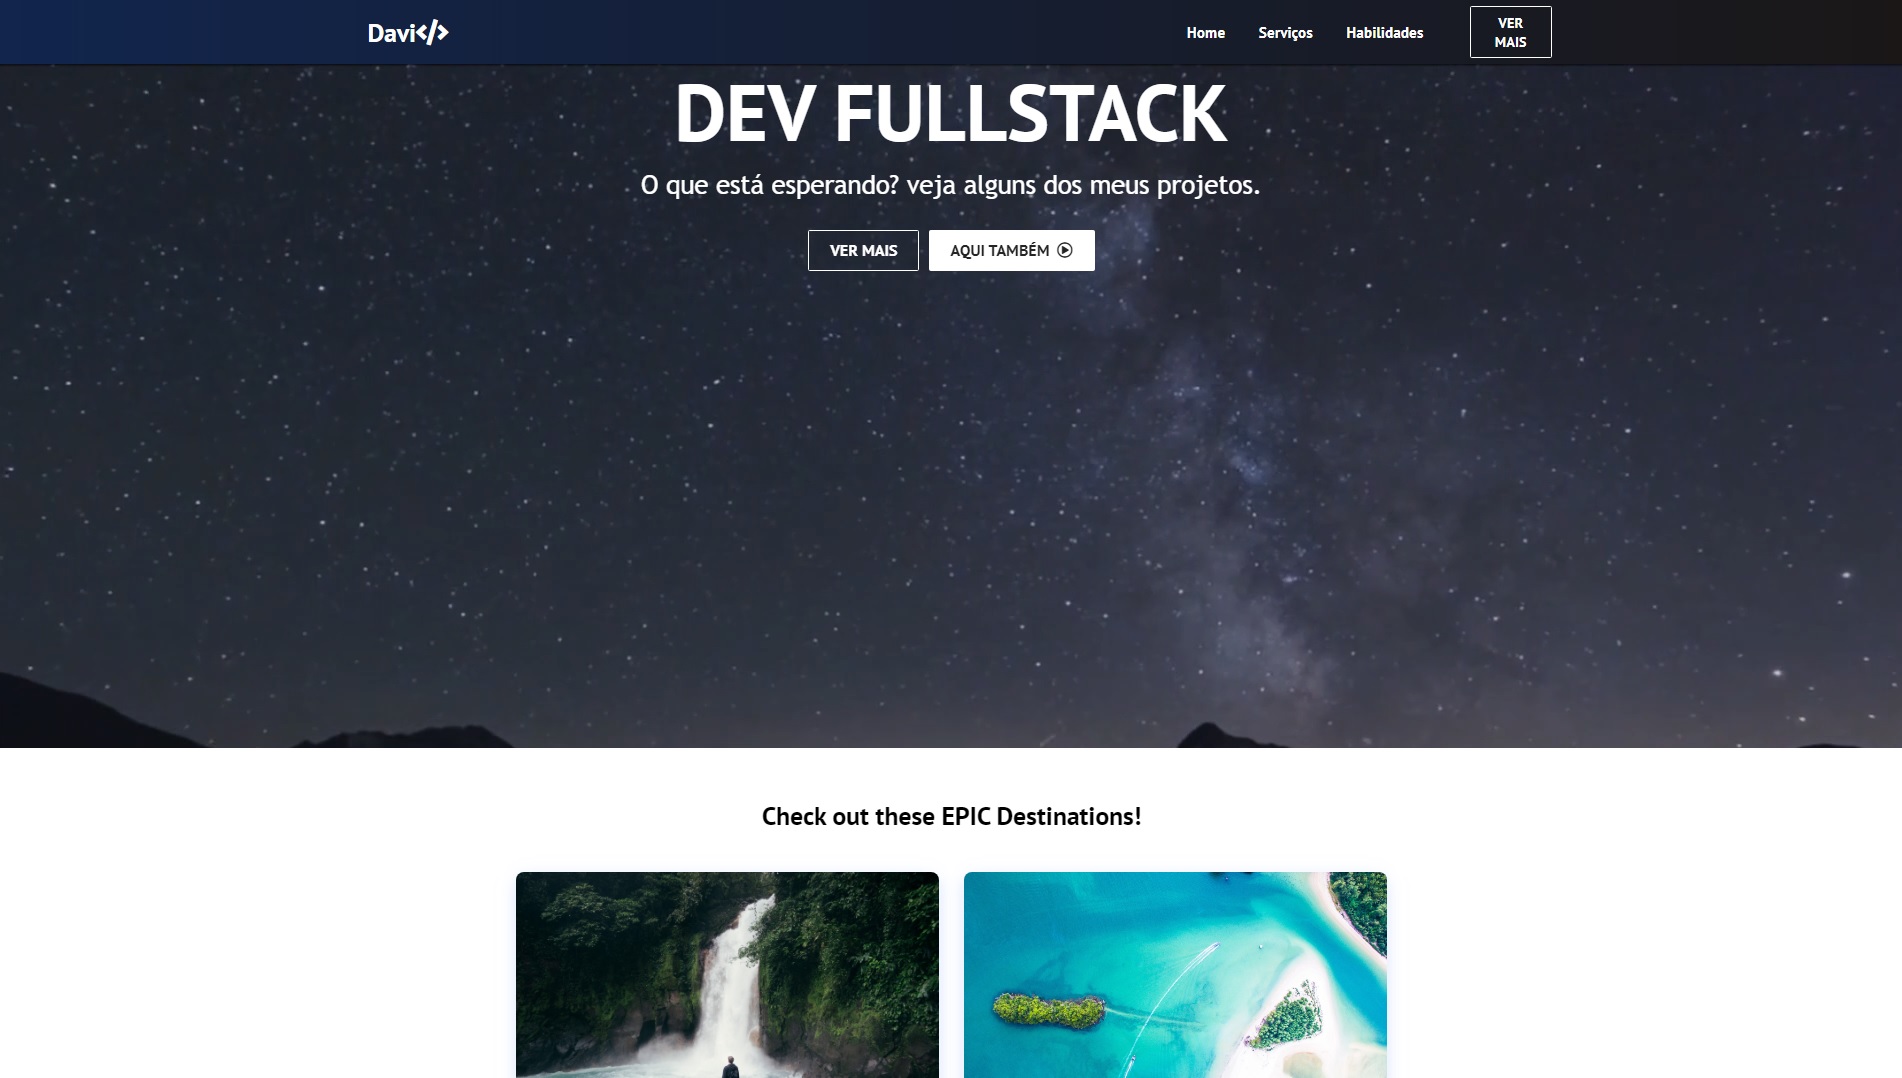 Davi</>
Home Serviços Habilidades VER MAIS
DEV FULLSTACK
O que está esperando? veja alguns dos meus projetos.
VER MAIS AQUI TAMBÉM
Check out these EPIC Destinations!